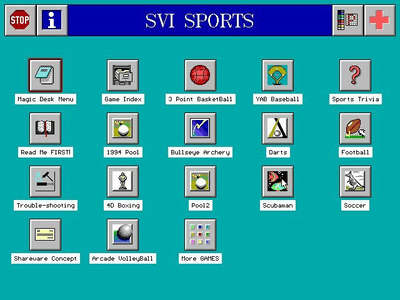 STOP
i
SVI SPORTS
Magic Desk Menu
Game Index
3 Point BasketBall
YAB Baseball
Sports Trivia
Read Me FIRST!
1994 Pool
Bullseye Archery
Darts
Football
Trouble-shooting
4D Boxing
Pool2
Scubaman
Soccer
Shareware Concept
Arcade VolleyBall
More GAMES